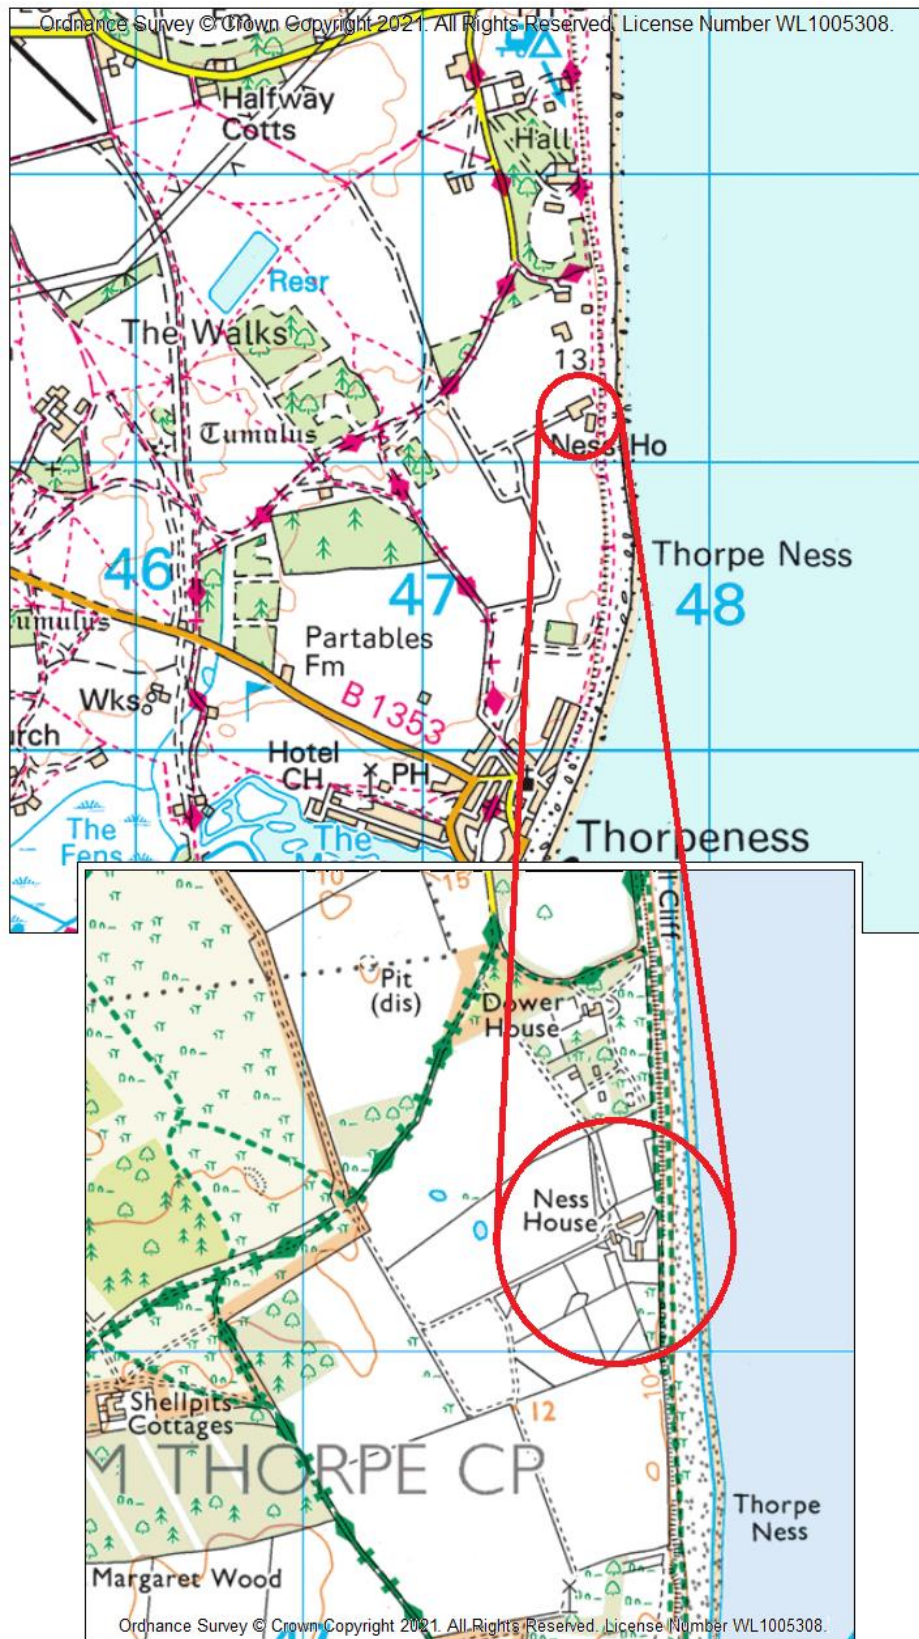 Ordnance Survey © Crown Copyright 2021. All Rights Reserved. License Number WL1005308.
Halfway
Cotts
Hall
Resr
The Walks
13
Tumulus
Ness Ho
46
47
48
Thorpe Ness
Partables
Fm
Wks
B 1353
Hotel
CH
PH
The
Fens
The
Thorpeness
10
15
Cliff
Pit
(dis)
Dower
House
Ness
House
Shellpits
Cottages
12
10
M THORPE CP
Thorpe
Ness
Margaret Wood
Ordnance Survey © Crown Copyright 2021. All Rights Reserved. License Number WL1005308.